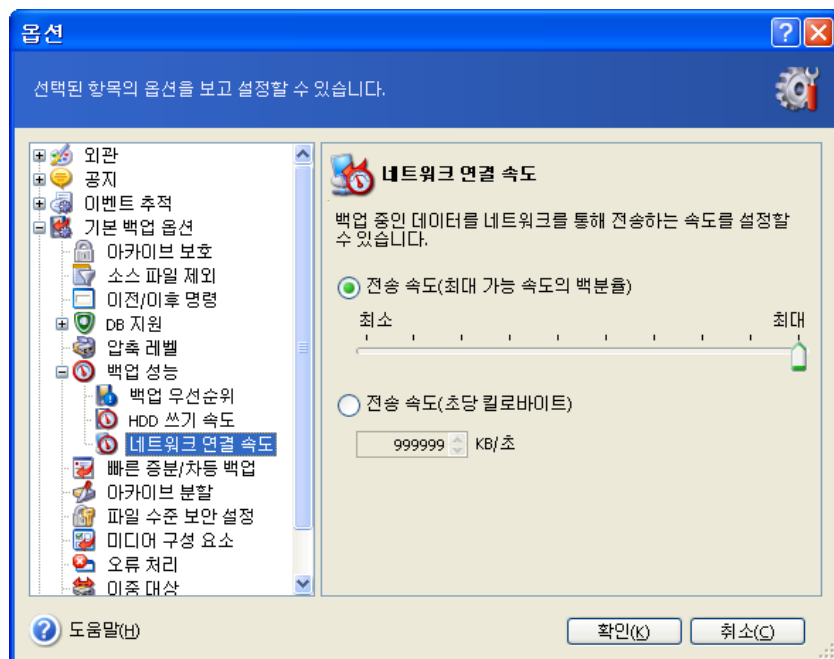 옵션
선택된 항목의 옵션을 보고 설정할 수 있습니다.
외관
공지
이벤트 추적
기본 백업 옵션
아카이브 보호
소스 파일 제외
이전/이후 명령
DB 지원
압축 레벨
백업 성능
백업 우선순위
HDD 쓰기 속도
네트워크 연결 속도
빠른 증분/차등 백업
아카이브 분할
파일 수준 보안 설정
미디어 구성 요소
오류 처리
이중 대상
네트워크 연결 속도
백업 중인 데이터를 네트워크를 통해 전송하는 속도를 설정할
수 있습니다.
전송 속도(최대 가능 속도의 백분율)
최소 최대
전송 속도(초당 킬로바이트)
999999 KB/초
도움말(H)
확인(K) 취소(C)